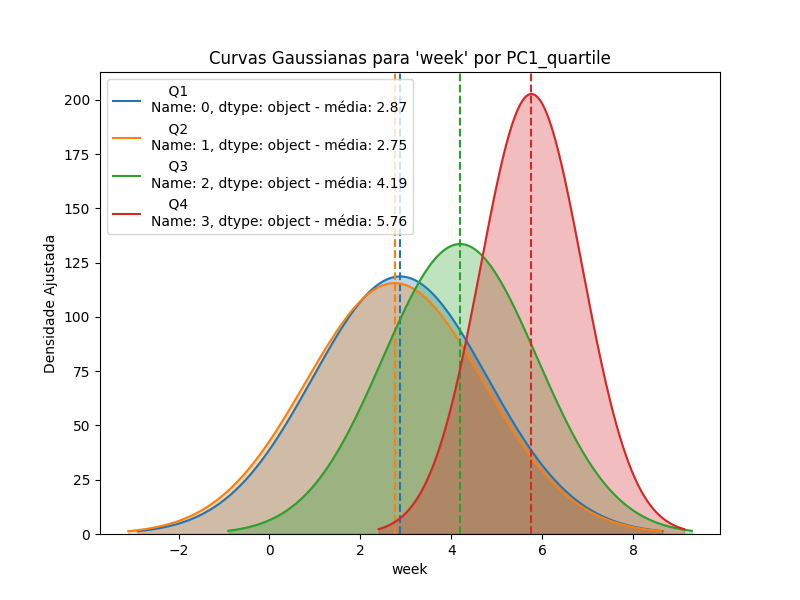 Curvas Gaussianas para 'week' por PC1_quartile
Q1
Name: 0, dtype: object - média: 2.87
Q2
Name: 1, dtype: object - média: 2.75
Q3
Name: 2, dtype: object - média: 4.19
Q4
Name: 3, dtype: object - média: 5.76
Densidade Ajustada
200
175
150
125
100
75
50
25
0
−2
0
2
4
6
8
week